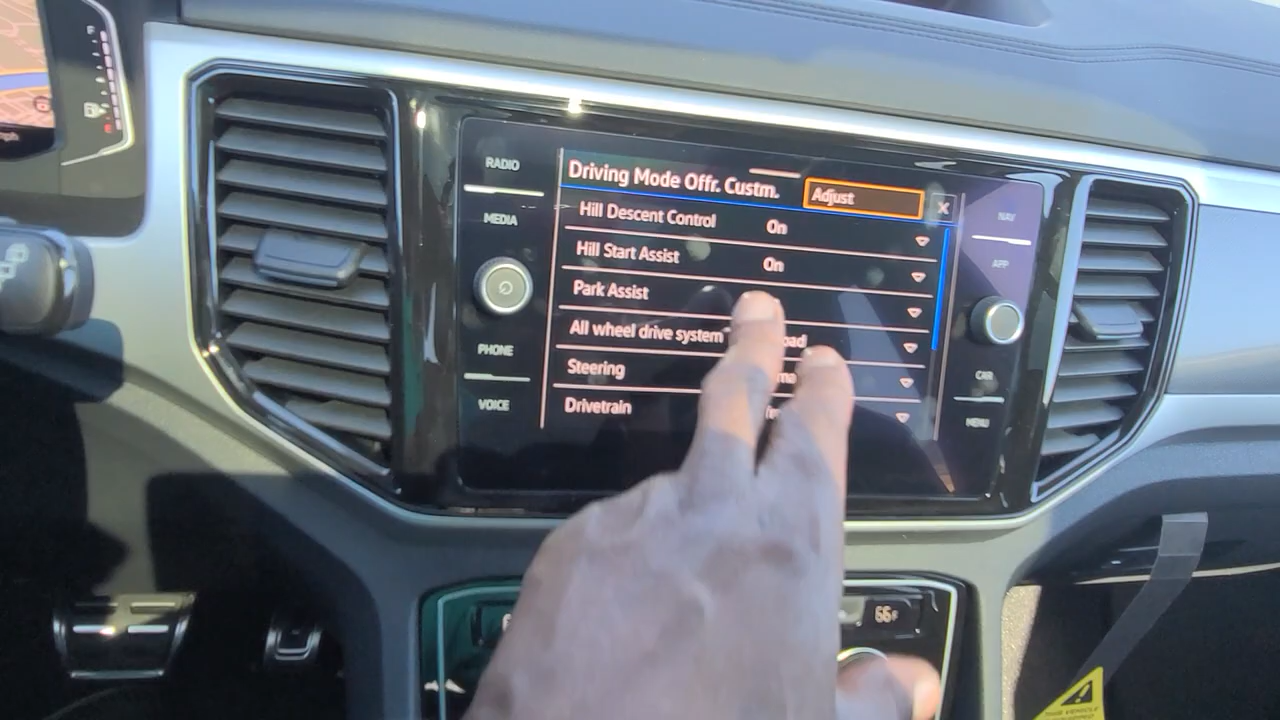 RADIO
MEDIA
PHONE
VOICE
Driving Mode Offr. Custm.
Adjust
X
Hill Descent Control On
Hill Start Assist On
Park Assist
All wheel drive system
Steering
Drivetrain
NAV
APP
CAR
MENU
66°F